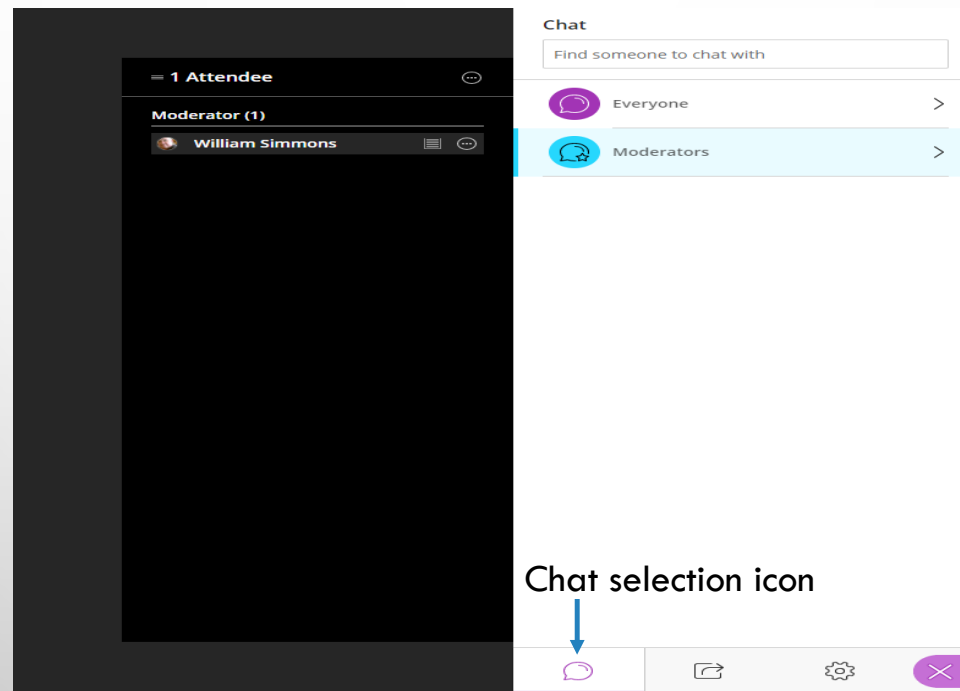 1 Attendee
Moderator (1)
William Simmons
Chat
Find someone to chat with
Everyone
Moderators
Chat selection icon